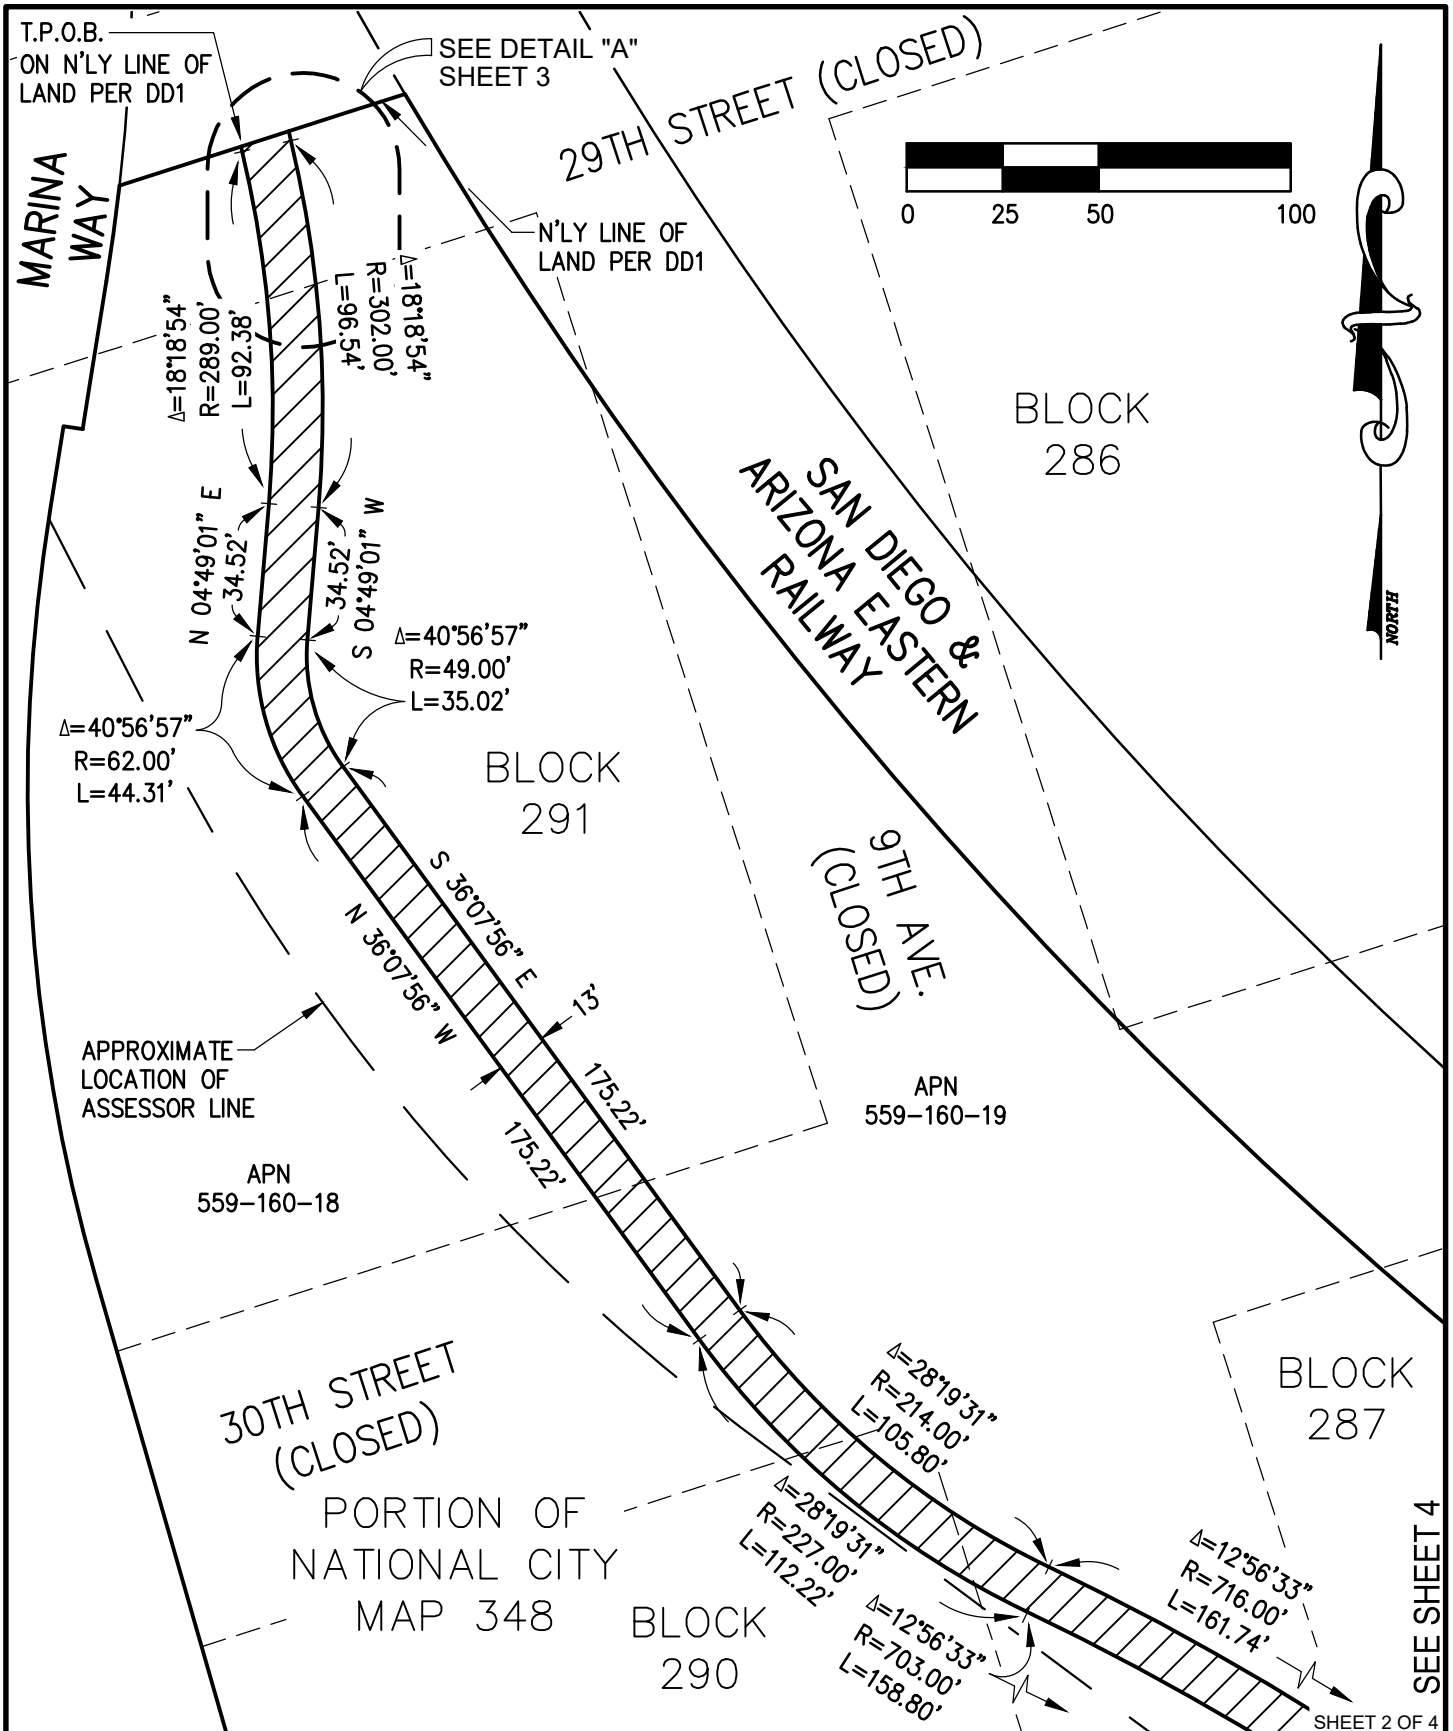 T.P.O.B.
ON N'LY LINE OF
LAND PER DD1
SEE DETAIL "A"
SHEET 3
29TH STREET (CLOSED)
0 25 50 100
MARINA
WAY
N'LY LINE OF
LAND PER DD1
Δ=18°18'54"
R=289.00'
L=92.38'
Δ=18°18'54"
R=302.00'
L=96.54'
BLOCK
286
SAN DIEGO &
ARIZONA EASTERN
RAILWAY
NORTH
N 04°49'01" E
34.52'
34.52'
S 04°49'01" W
Δ=40°56'57"
R=49.00'
L=35.02'
Δ=40°56'57"
R=62.00'
L=44.31'
BLOCK
291
9TH AVE.
(CLOSED)
S 36°07'56" E
N 36°07'56" W
13'
175.22'
175.22'
APPROXIMATE
LOCATION OF
ASSESSOR LINE
APN
559-160-19
APN
559-160-18
30TH STREET
(CLOSED)
Δ=28°19'31"
R=214.00'
L=105.80'
BLOCK
287
PORTION OF
NATIONAL CITY
MAP 348
Δ=28°19'31"
R=227.00'
L=112.22'
BLOCK
290
Δ=12°56'33"
R=703.00'
L=158.80'
Δ=12°56'33"
R=716.00'
L=161.74'
SEE SHEET 4
SHEET 2 OF 4